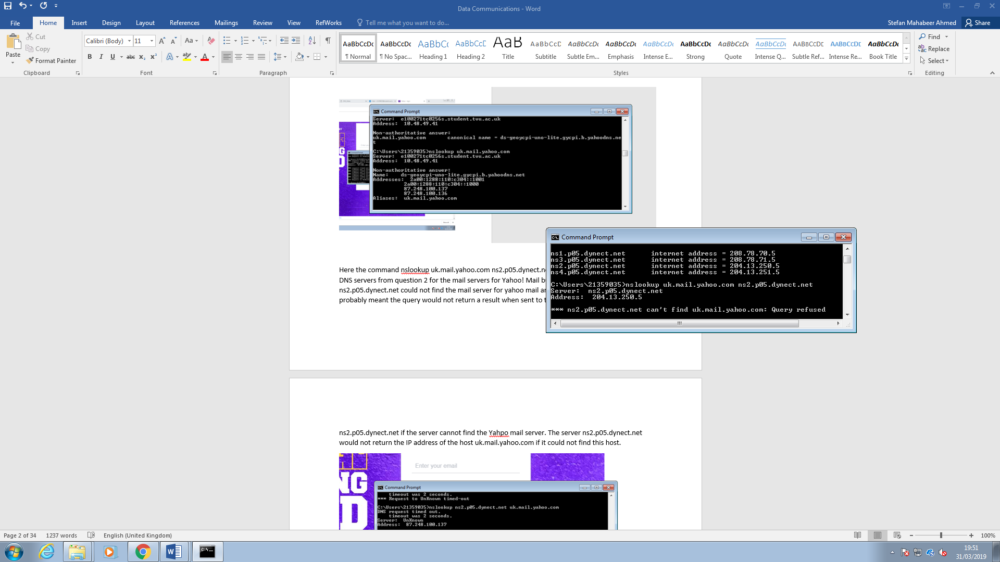 Data Communications - Word
File Home Insert Design Layout References Mailings Review View RefWorks Tell me what you want to do... Stefan Mahabeer Ahmed Share
Paste
Cut
Copy
Format Painter
Clipboard
Calibri (Body) 11
Font
Paragraph
AaBbCcDc AaBbCcDc AaBbCc AaBbCcD AaB AaBbCcD AaBbCcDc AaBbCcDc AaBbCcDc AaBbCcDc AaBbCcDc AaBbCcDc AABBCCDD AABBCCDD AaBbCcDc
¶ Normal ¶ No Spac... Heading 1 Heading 2 Title Subtitle Subtle Em... Emphasis Intense E... Strong Quote Intense Q... Subtle Ref... Intense Re... Book Title
Styles
Find
Replace
Select
Editing
Command Prompt
Server: e100271tc0256s.student.tvu.ac.uk
Address: 10.48.49.41
Non-authoritative answer:
uk.mail.yahoo.com canonical name = ds-geoycpi-uno-lite.gycpi.b.yahoodns.ne
t
C:\Users\21359035>nslookup uk.mail.yahoo.com
Server: e100271tc0256s.student.tvu.ac.uk
Address: 10.48.49.41
Non-authoritative answer:
Name: ds-geoycpi-uno-lite.gycpi.b.yahoodns.net
Addresses: 2a00:1288:110:c304::1001
2a00:1288:110:c304::1000
87.248.100.137
87.248.100.136
Aliases: uk.mail.yahoo.com
Here the command nslookup uk.mail.yahoo.com ns2.p05.dynect.ne
DNS servers from question 2 for the mail servers for Yahoo! Mail bu
ns2.p05.dynect.net could not find the mail server for yahoo mail an
probably meant the query would not return a result when sent to t
Command Prompt
ns1.p05.dynect.net internet address = 208.78.70.5
ns3.p05.dynect.net internet address = 208.78.71.5
ns2.p05.dynect.net internet address = 204.13.250.5
ns4.p05.dynect.net internet address = 204.13.251.5
C:\Users\21359035>nslookup uk.mail.yahoo.com ns2.p05.dynect.net
Server: ns2.p05.dynect.net
Address: 204.13.250.5
*** ns2.p05.dynect.net can't find uk.mail.yahoo.com: Query refused
ns2.p05.dynect.net if the server cannot find the Yahpo mail server. The server ns2.p05.dynect.net
would not return the IP address of the host uk.mail.yahoo.com if it could not find this host.
Enter your email
NG
D
Command Prompt
timeout was 2 seconds.
*** Request to UnKnown timed-out
C:\Users\21359035>nslookup ns2.p05.dynect.net uk.mail.yahoo.com
DNS request timed out.
timeout was 2 seconds.
Server: UnKnown
Address: 87.248.100.137
Page 2 of 34 1237 words English (United Kingdom) 100%
19:51
31/03/2019